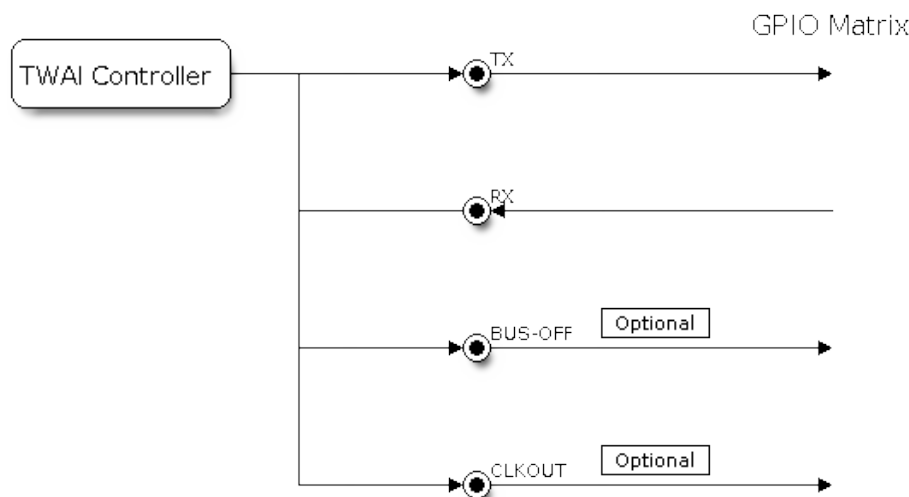 GPIO Matrix
TWAI Controller
TX
RX
BUS-OFF
Optional
CLKOUT
Optional